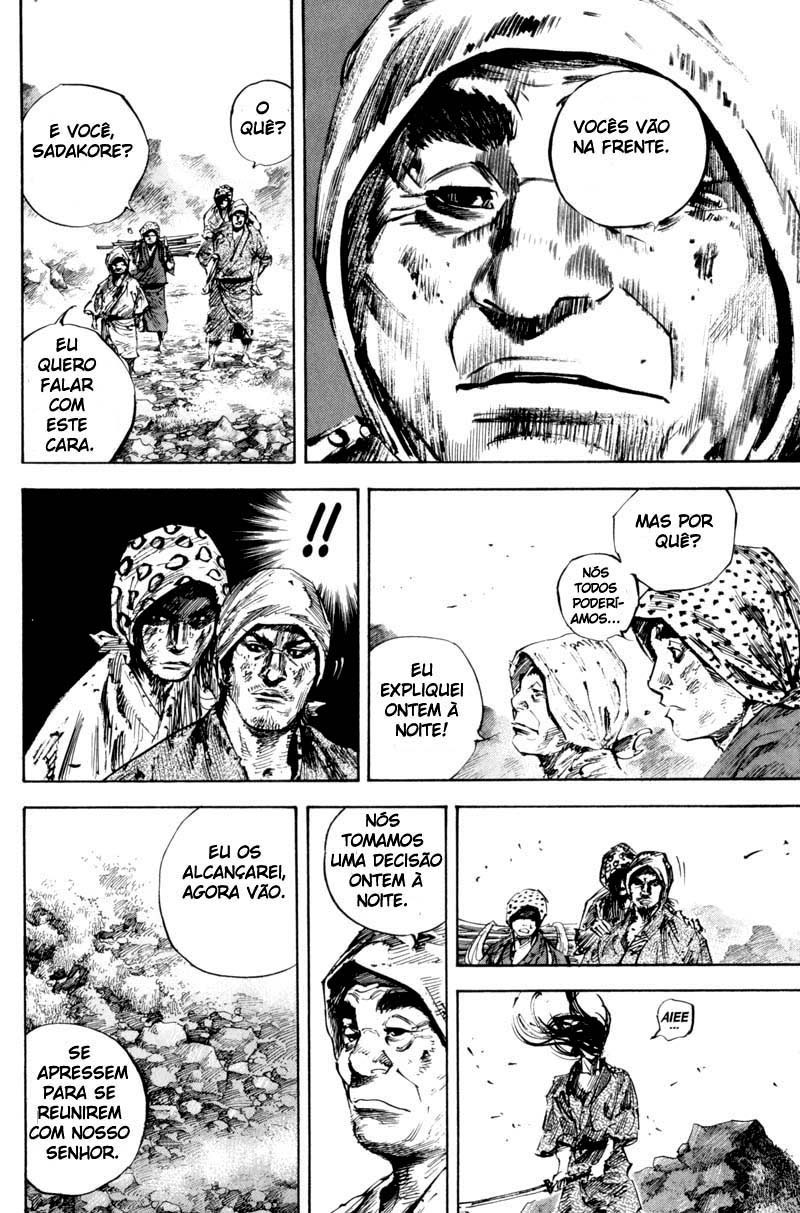 VOCÊS VÃO
NA FRENTE.
O
QUÊ?
E VOCÊ,
SADAKORE?
EU
QUERO
FALAR
COM
ESTE
CARA.
MAS POR
QUÊ?
NÓS
TODOS
PODERÍ-
AMOS...
EU
EXPLIQUEI
ONTEM À
NOITE!
!!
AIEE
...
NÓS
TOMAMOS
UMA DECISÃO
ONTEM À
NOITE.
EU OS
ALCANÇAREI,
AGORA VÃO.
SE
APRESSEM
PARA SE
REUNIREM
COM NOSSO
SENHOR.